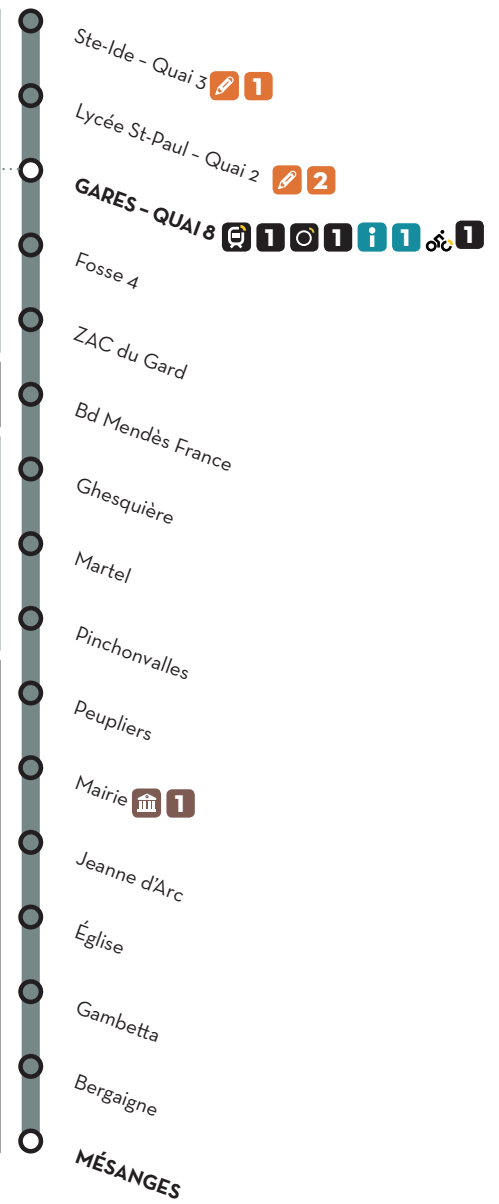 Ste-Ide – Quai 3 1
Lycée St-Paul – Quai 2 2
GARES – QUAI 8 1 1 i 1 1
Fosse 4
ZAC du Gard
Bd Mendès France
Ghesquière
Martel
Pinchonvalles
Peupliers
Mairie 1
Jeanne d'Arc
Église
Gambetta
Bergaigne
MÉSANGES